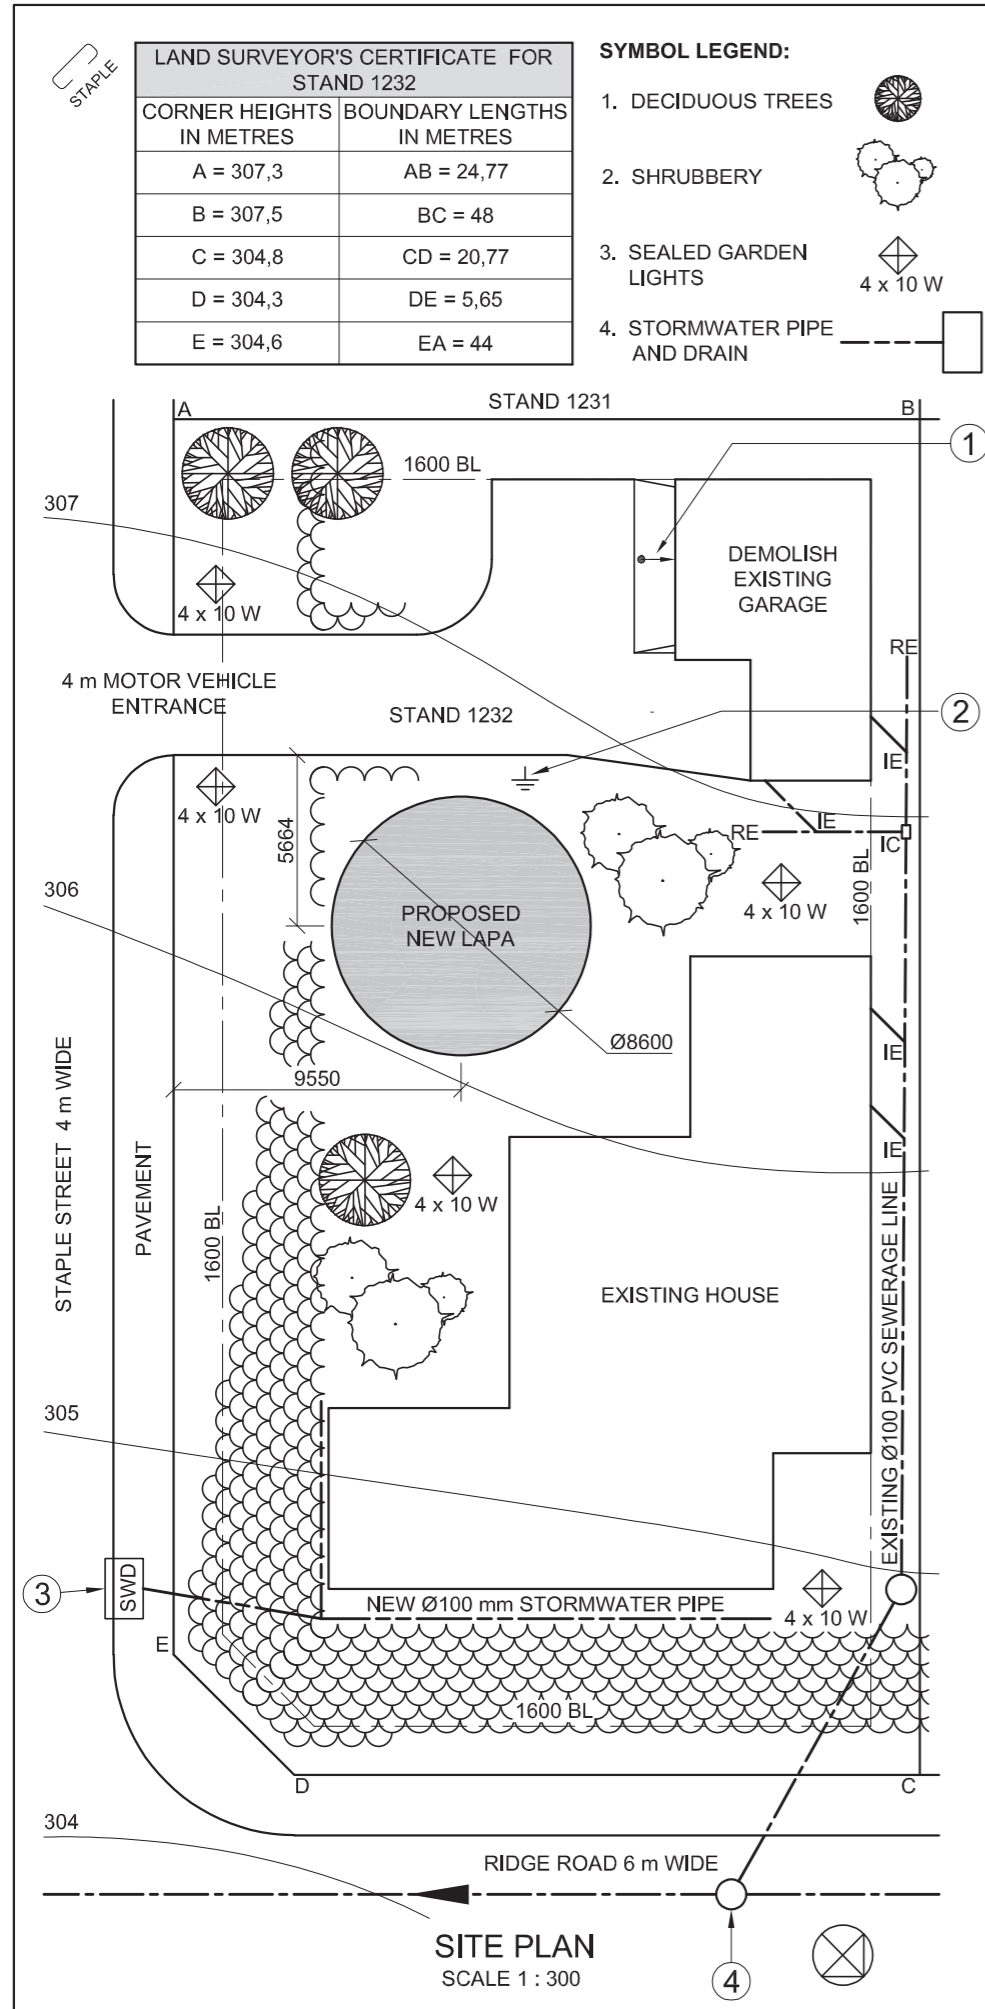 STAPLE
LAND SURVEYOR'S CERTIFICATE FOR
STAND 1232
CORNER HEIGHTS
IN METRES
BOUNDARY LENGTHS
IN METRES
A = 307,3
AB = 24,77
B = 307,5
BC = 48
C = 304,8
CD = 20,77
D = 304,3
DE = 5,65
E = 304,6
EA = 44
SYMBOL LEGEND:
1. DECIDUOUS TREES
2. SHRUBBERY
3. SEALED GARDEN
LIGHTS
4 x 10 W
4. STORMWATER PIPE
AND DRAIN
A
STAND 1231
B
1
1600 BL
307
DEMOLISH
EXISTING
GARAGE
4 x 10 W
RE
4 m MOTOR VEHICLE
ENTRANCE
STAND 1232
2
IE
4 x 10 W
5664
RE
IE
IC
306
PROPOSED
NEW LAPA
4 x 10 W
1600 BL
Ø8600
IE
9550
STAPLE STREET 4 m WIDE
PAVEMENT
1600 BL
4 x 10 W
IE
EXISTING HOUSE
EXISTING Ø100 PVC SEWERAGE LINE
305
3
SWD
NEW Ø100 mm STORMWATER PIPE
4 x 10 W
E
1600 BL
D
C
304
RIDGE ROAD 6 m WIDE
SITE PLAN
SCALE 1 : 300
4